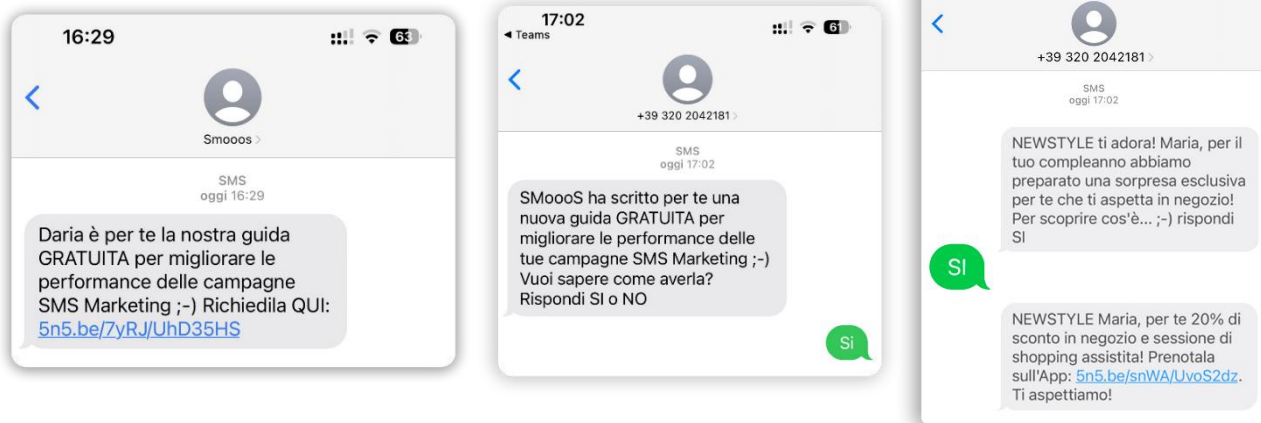 16:29
63
Smooos
SMS
oggi 16:29
Daria è per te la nostra guida
GRATUITA per migliorare le
performance delle campagne
SMS Marketing ;-) Richiedila QUI:
5n5.be/7yRJ/UhD35HS
17:02
Teams
61
+39 320 2042181
SMS
oggi 17:02
SMoooS ha scritto per te una
nuova guida GRATUITA per
migliorare le performance delle
tue campagne SMS Marketing ;-)
Vuoi sapere come averla?
Rispondi SI o NO
Si
+39 320 2042181
SMS
oggi 17:02
NEWSTYLE ti adora! Maria, per il
tuo compleanno abbiamo
preparato una sorpresa esclusiva
per te che ti aspetta in negozio!
Per scoprire cos'è... ;-) rispondi
SI
SI
NEWSTYLE Maria, per te 20% di
sconto in negozio e sessione di
shopping assistita! Prenotala
sull'App: 5n5.be/snWA/UvoS2dz.
Ti aspettiamo!